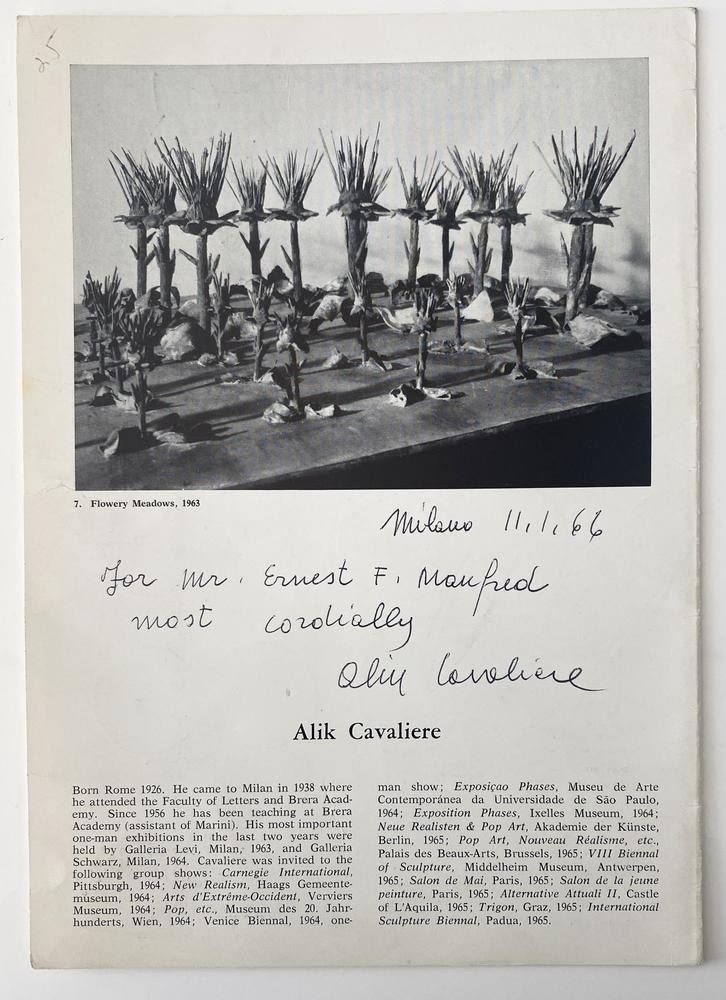 25
7. Flowery Meadows, 1963
Milano 11.1.66
For Mr. Ernest F. Manfred
most cordially
Alik Cavaliere
Alik Cavaliere
Born Rome 1926. He came to Milan in 1938 where
he attended the Faculty of Letters and Brera Acad-
emy. Since 1956 he has been teaching at Brera
Academy (assistant of Marini). His most important
one-man exhibitions in the last two years were
held by Galleria Levi, Milan, 1963, and Galleria
Schwarz, Milan, 1964. Cavaliere was invited to the
following group shows: Carnegie International,
Pittsburgh, 1964; New Realism, Haags Gemeente-
museum, 1964; Arts d'Extrême-Occident, Verviers
Museum, 1964; Pop, etc., Museum des 20. Jahr-
hunderts, Wien, 1964; Venice Biennal, 1964, one-
man show; Exposiçao Phases, Museu de Arte
Contemporánea da Universidade de São Paulo,
1964; Exposition Phases, Ixelles Museum, 1964;
Neue Realisten & Pop Art, Akademie der Künste,
Berlin, 1965; Pop Art, Nouveau Réalisme, etc.,
Palais des Beaux-Arts, Brussels, 1965; VIII Biennal
of Sculpture, Middelheim Museum, Antwerpen,
1965; Salon de Mai, Paris, 1965; Salon de la jeune
peinture, Paris, 1965; Alternative Attuali II, Castle
of L'Aquila, 1965; Trigon, Graz, 1965; International
Sculpture Biennal, Padua, 1965.